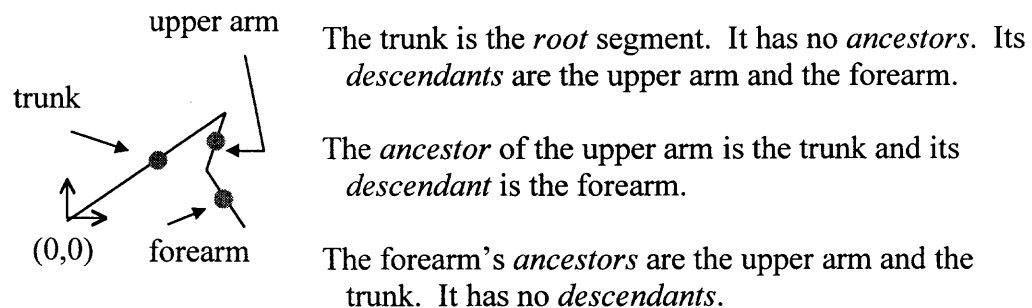 upper arm
trunk
(0,0)
forearm
The trunk is the root segment. It has no ancestors. Its
descendants are the upper arm and the forearm.
The ancestor of the upper arm is the trunk and its
descendant is the forearm.
The forearm's ancestors are the upper arm and the
trunk. It has no descendants.